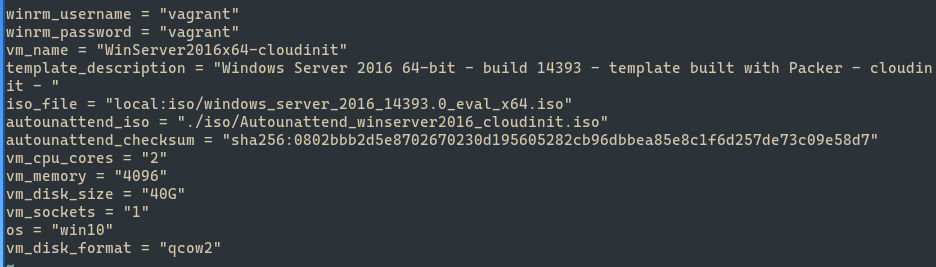 winrm_username = "vagrant"
winrm_password = "vagrant"
vm_name = "WinServer2016x64-cloudinit"
template_description = "Windows Server 2016 64-bit - build 14393 - template built with Packer - cloudin
it - "
iso_file = "local:iso/windows_server_2016_14393.0_eval_x64.iso"
autounattend_iso = "./iso/Autounattend_winserver2016_cloudinit.iso"
autounattend_checksum = "sha256:0802bbb2d5e8702670230d195605282cb96dbbea85e8c1f6d257de73c09e58d7"
vm_cpu_cores = "2"
vm_memory = "4096"
vm_disk_size = "40G"
vm_sockets = "1"
os = "win10"
vm_disk_format = "qcow2"
~